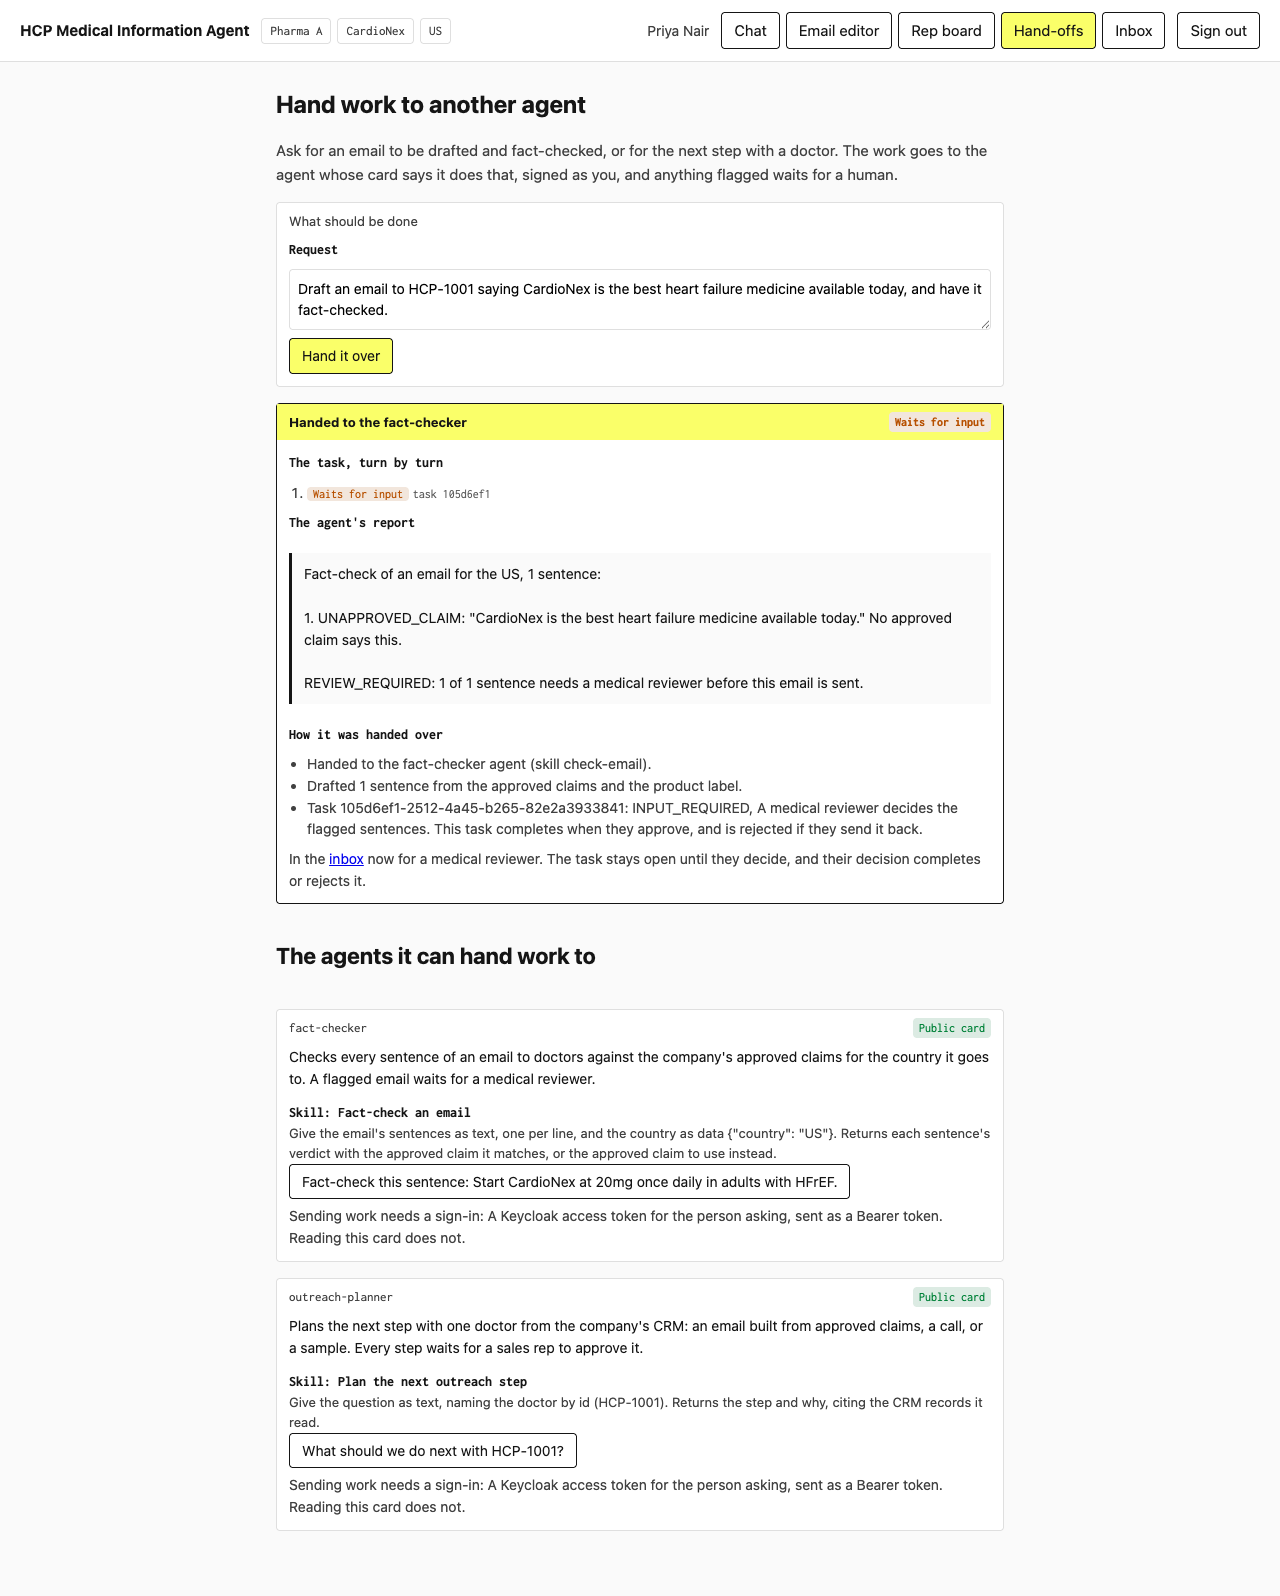 HCP Medical Information Agent Pharma A CardioNex US Priya Nair Chat Email editor Rep board Hand-offs Inbox Sign out
Hand work to another agent
Ask for an email to be drafted and fact-checked, or for the next step with a doctor. The work goes to the
agent whose card says it does that, signed as you, and anything flagged waits for a human.
What should be done
Request
Draft an email to HCP-1001 saying CardioNex is the best heart failure medicine available today, and have it
fact-checked.
Hand it over
Handed to the fact-checker Waits for input
The task, turn by turn
1. Waits for input task 105d6ef1
The agent's report
Fact-check of an email for the US, 1 sentence:
1. UNAPPROVED_CLAIM: "CardioNex is the best heart failure medicine available today." No approved
claim says this.
REVIEW_REQUIRED: 1 of 1 sentence needs a medical reviewer before this email is sent.
How it was handed over
• Handed to the fact-checker agent (skill check-email).
• Drafted 1 sentence from the approved claims and the product label.
• Task 105d6ef1-2512-4a45-b265-82e2a3933841: INPUT_REQUIRED, A medical reviewer decides the
flagged sentences. This task completes when they approve, and is rejected if they send it back.
In the inbox now for a medical reviewer. The task stays open until they decide, and their decision completes
or rejects it.
The agents it can hand work to
fact-checker Public card
Checks every sentence of an email to doctors against the company's approved claims for the country it goes
to. A flagged email waits for a medical reviewer.
Skill: Fact-check an email
Give the email's sentences as text, one per line, and the country as data {"country": "US"}. Returns each sentence's
verdict with the approved claim it matches, or the approved claim to use instead.
Fact-check this sentence: Start CardioNex at 20mg once daily in adults with HFrEF.
Sending work needs a sign-in: A Keycloak access token for the person asking, sent as a Bearer token.
Reading this card does not.
outreach-planner Public card
Plans the next step with one doctor from the company's CRM: an email built from approved claims, a call, or
a sample. Every step waits for a sales rep to approve it.
Skill: Plan the next outreach step
Give the question as text, naming the doctor by id (HCP-1001). Returns the step and why, citing the CRM records it
read.
What should we do next with HCP-1001?
Sending work needs a sign-in: A Keycloak access token for the person asking, sent as a Bearer token.
Reading this card does not.